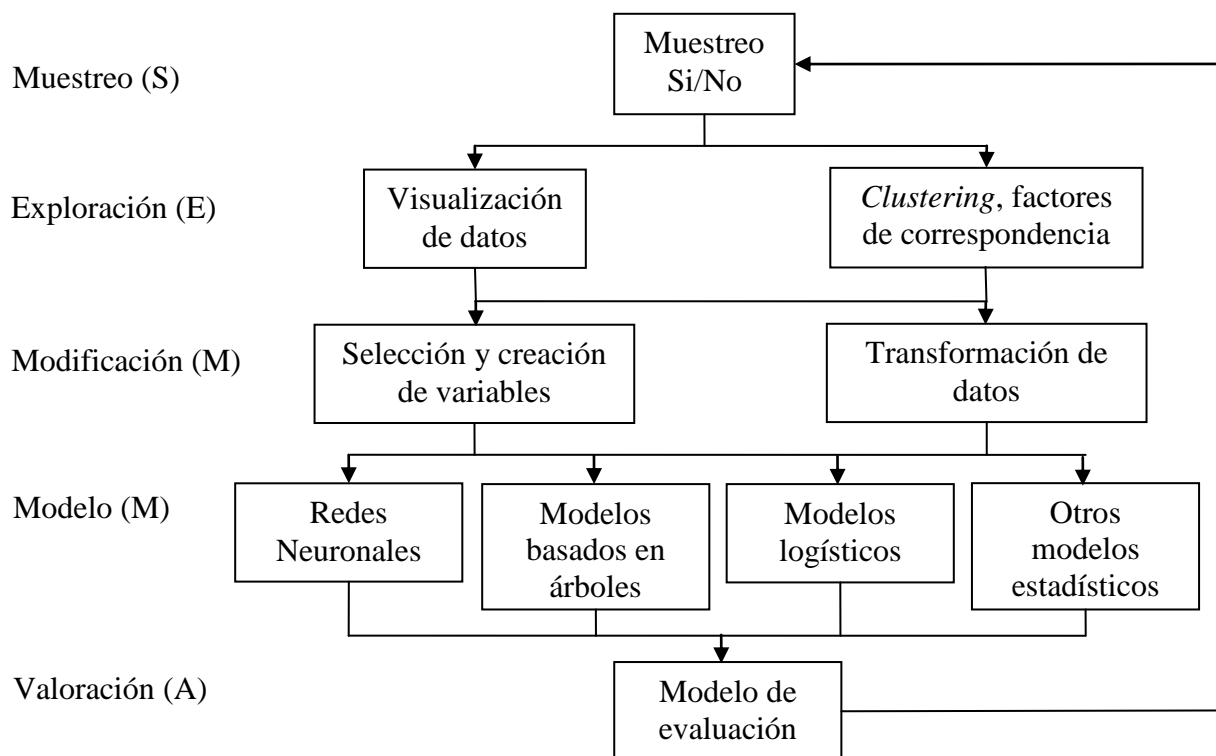 Muestreo (S)
Muestreo
Si/No
Exploración (E)
Visualización
de datos
Clustering, factores
de correspondencia
Modificación (M)
Selección y creación
de variables
Transformación de
datos
Modelo (M)
Redes
Neuronales
Modelos
basados en
árboles
Modelos
logísticos
Otros
modelos
estadísticos
Valoración (A)
Modelo de
evaluación